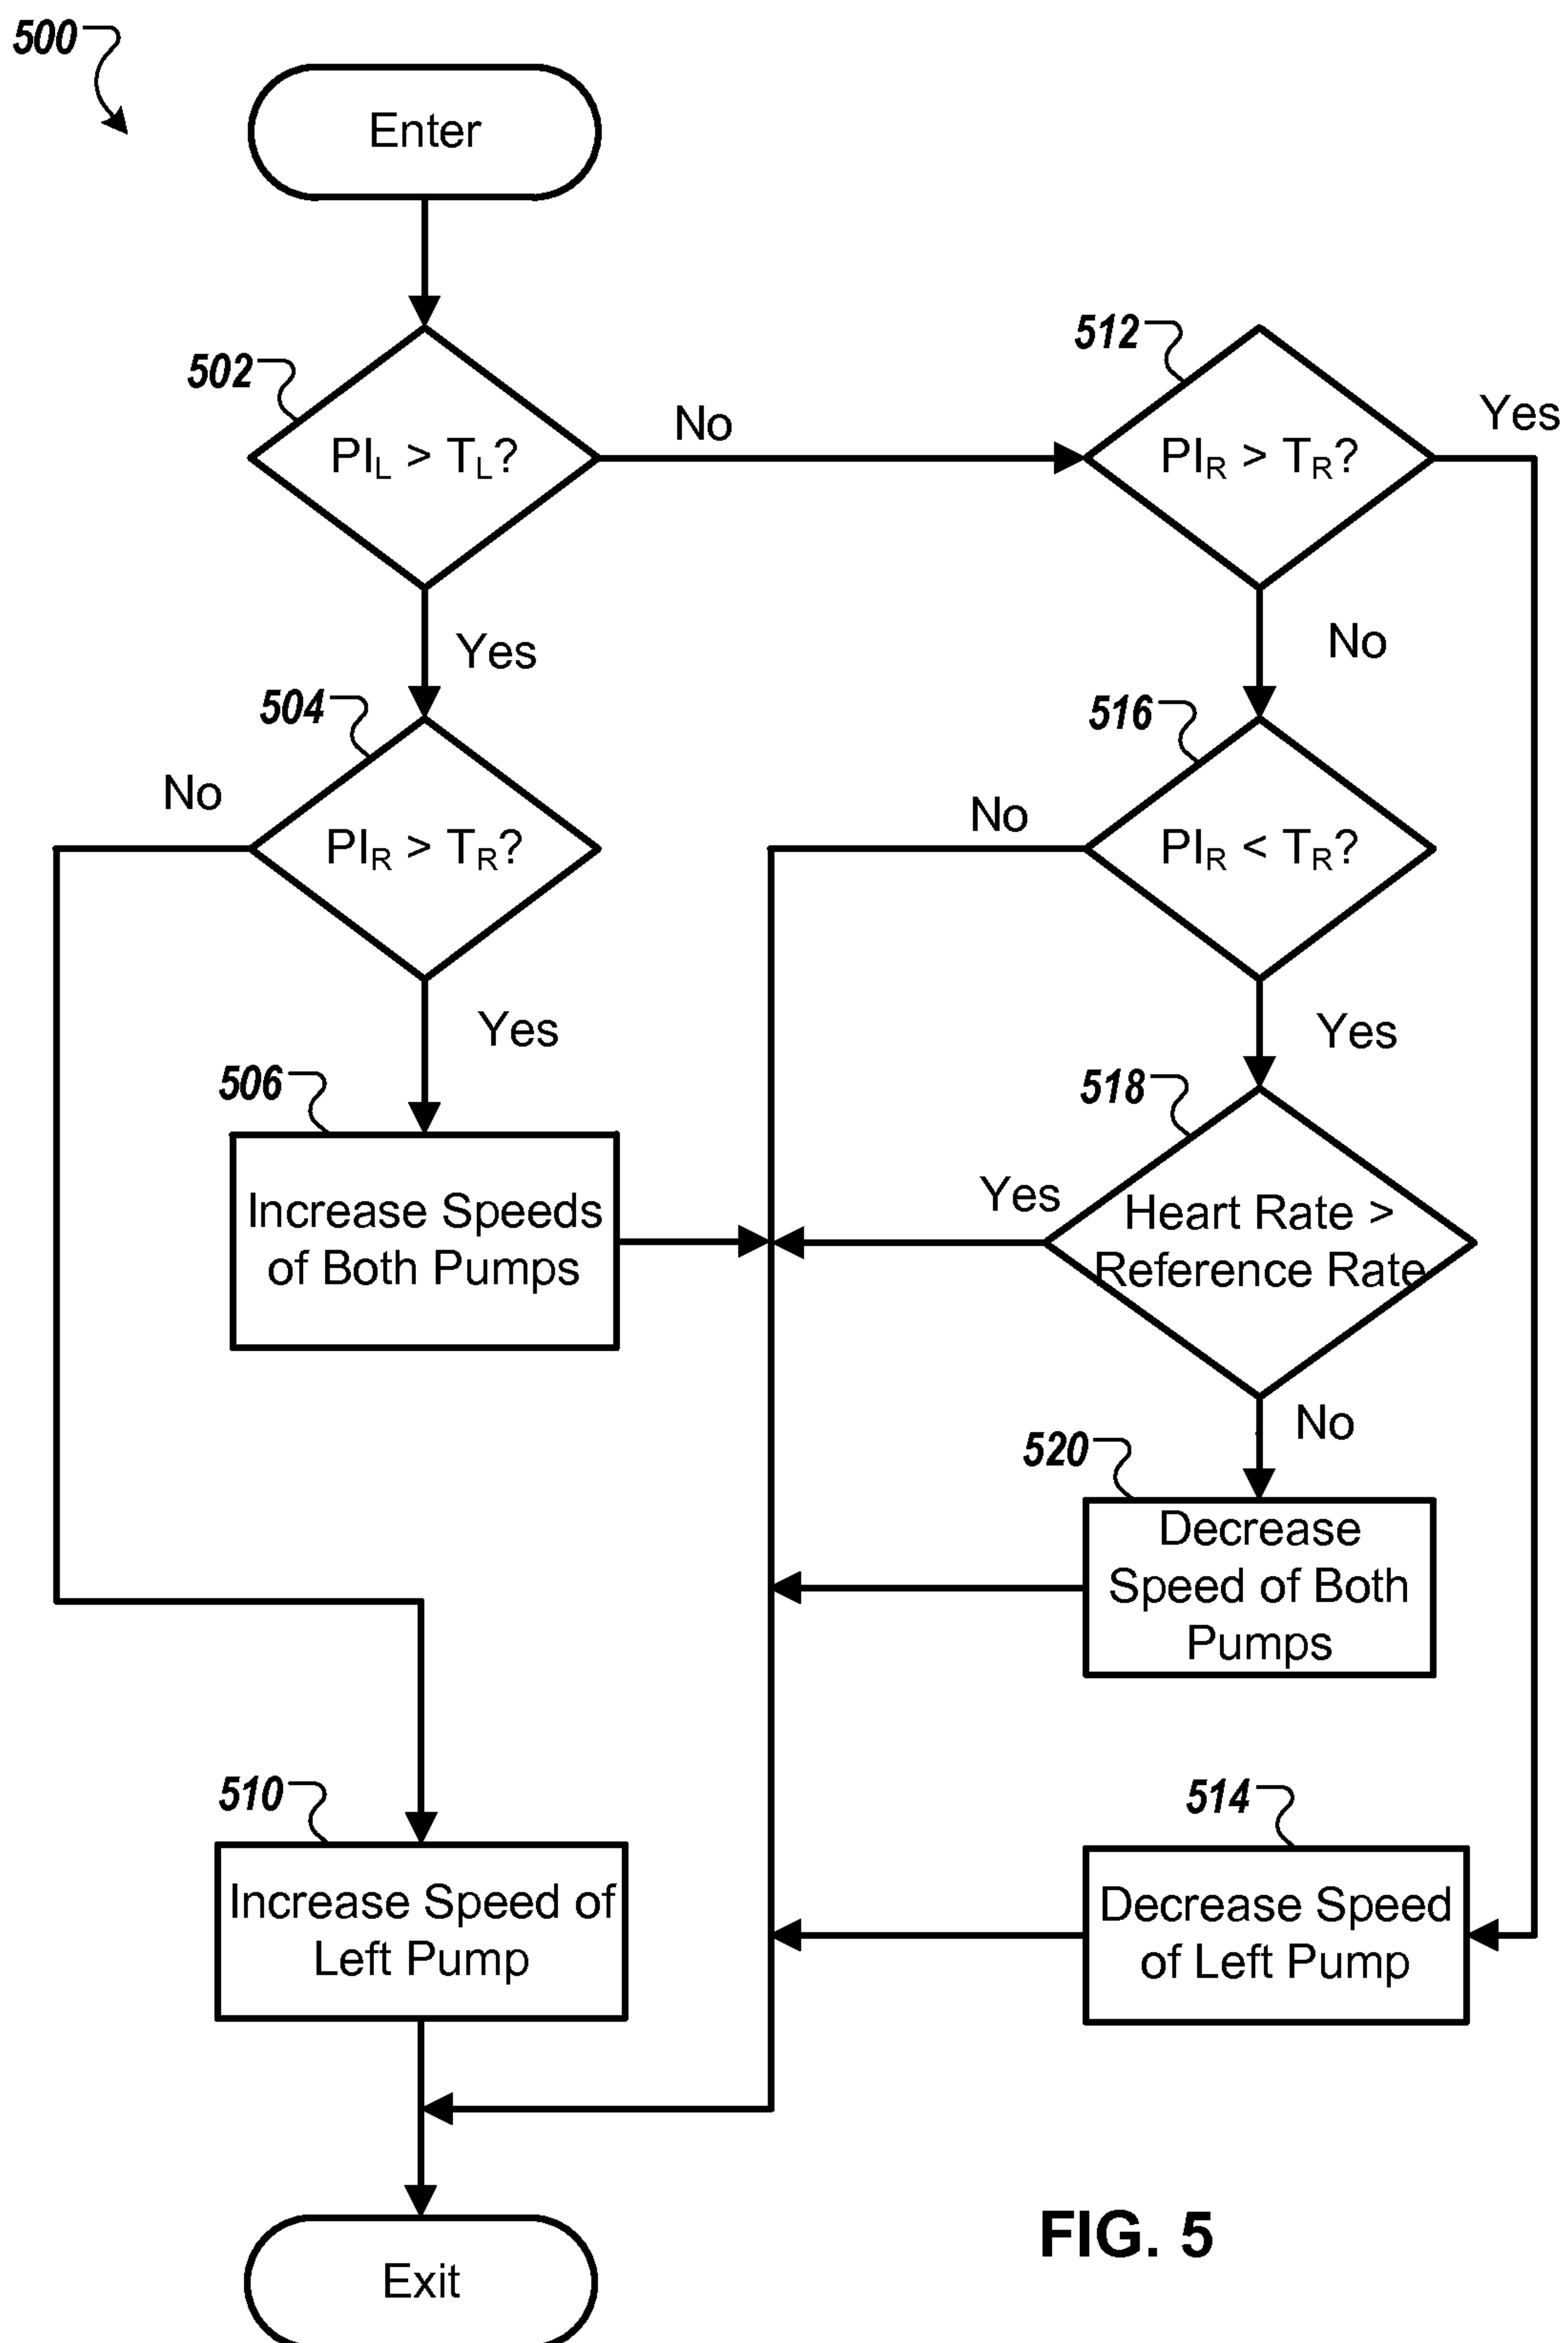 500
Enter
502
PIL > TL?
No
512
PIR > TR?
Yes
Yes
No
504
PIR > TR?
No
516
PIR < TR?
No
Yes
Yes
506
Increase Speeds
of Both Pumps
518
Heart Rate >
Reference Rate
Yes
No
520
Decrease
Speed of Both
Pumps
510
Increase Speed of
Left Pump
514
Decrease Speed
of Left Pump
Exit
FIG. 5